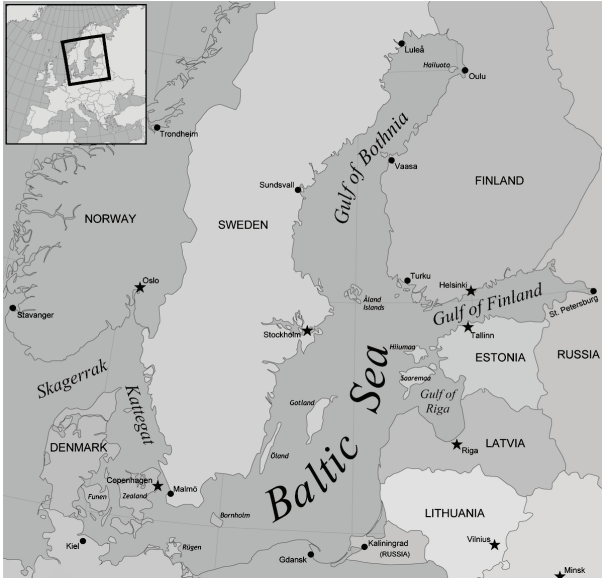 Luleå
Hailuoto
Oulu
Trondheim
Gulf of Bothnia
Vaasa
Sundsvall
FINLAND
NORWAY
SWEDEN
Turku
Helsinki
Oslo
Åland
Islands
Gulf of Finland
St. Petersburg
Stavanger
Stockholm
Tallinn
Hiiumaa
ESTONIA
RUSSIA
Skagerrak
Saaremaa
Kattegat
Gulf of
Riga
Gotland
Baltic Sea
DENMARK
LATVIA
Riga
Öland
Copenhagen
Malmö
Funen
Zealand
Bornholm
LITHUANIA
Kiel
Rügen
Gdansk
Kaliningrad
(RUSSIA)
Vilnius
Minsk